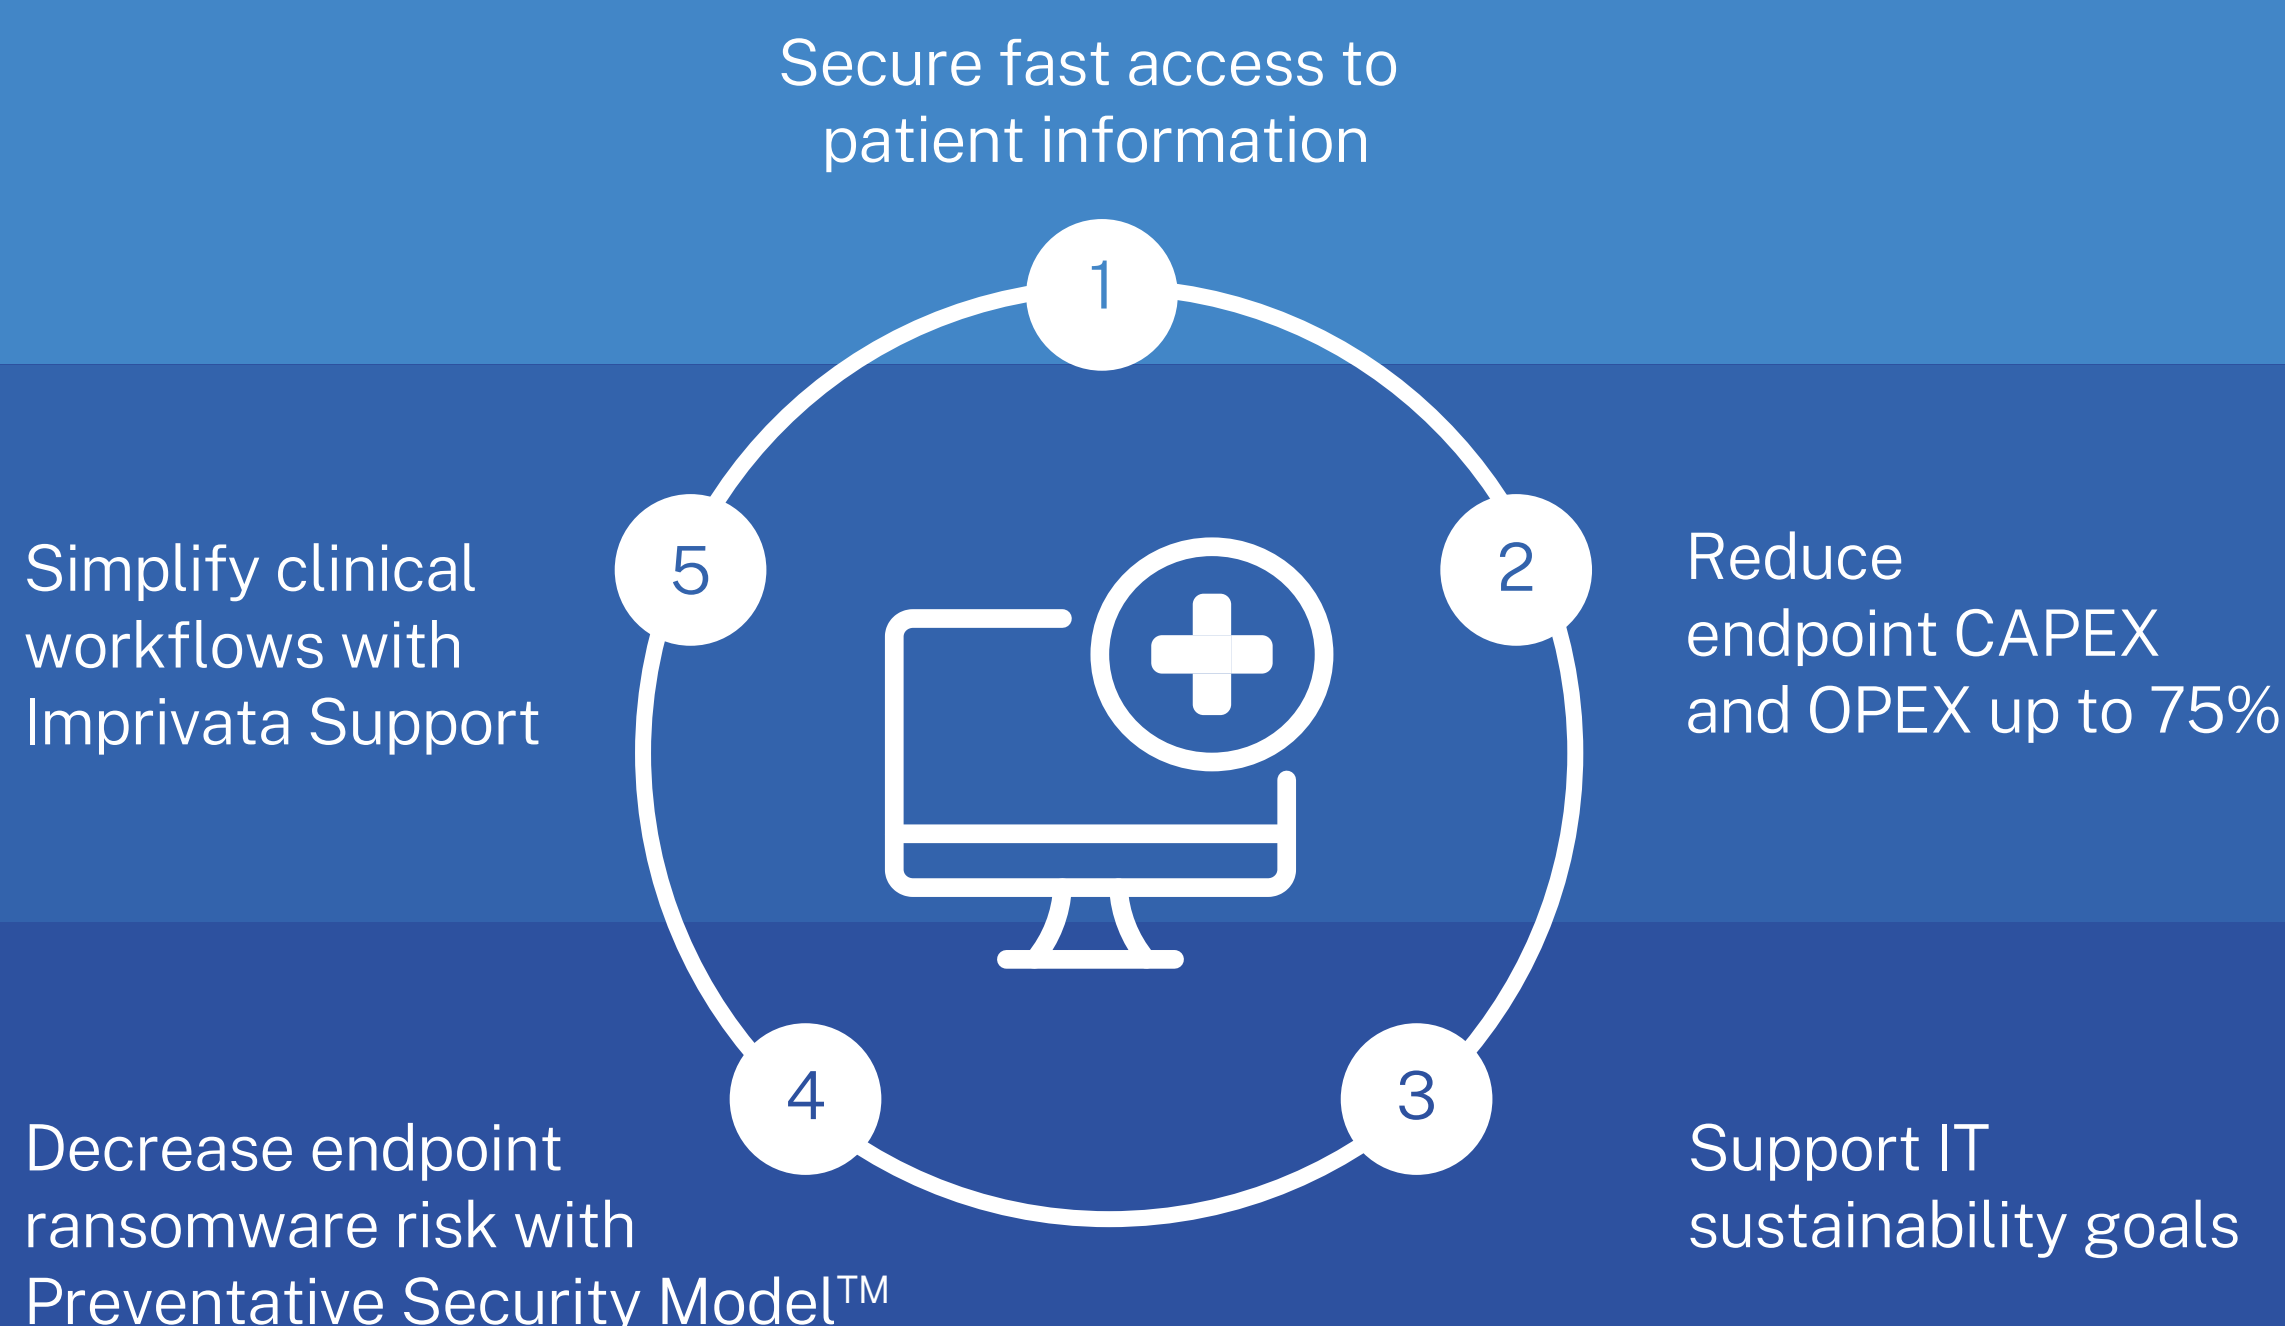 Secure fast access to
patient information
1
2
Reduce
endpoint CAPEX
and OPEX up to 75%
3
Support IT
sustainability goals
4
Decrease endpoint
ransomware risk with
Preventative Security Model™
5
Simplify clinical
workflows with
Imprivata Support